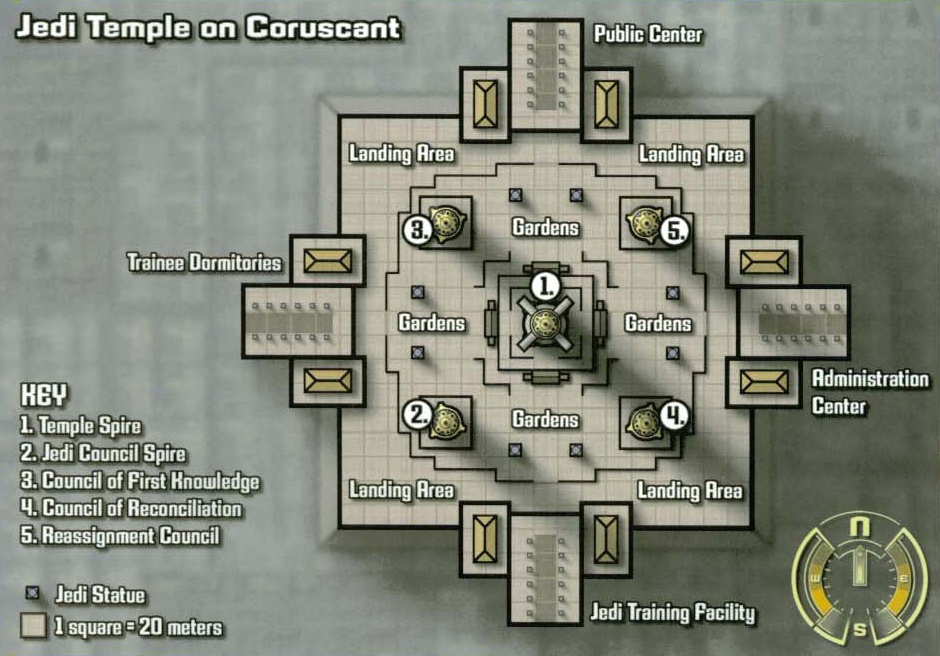 Jedi Temple on Coruscant
Public Center
Landing Area
Landing Area
3.
Gardens
5.
Trainee Dormitories
1.
Gardens
Gardens
Administration
Center
2.
Gardens
4.
Landing Area
Landing Area
Jedi Training Facility
KEY
1. Temple Spire
2. Jedi Council Spire
3. Council of First Knowledge
4. Council of Reconciliation
5. Reassignment Council
Jedi Statue
1 square = 20 meters
N
W
E
S